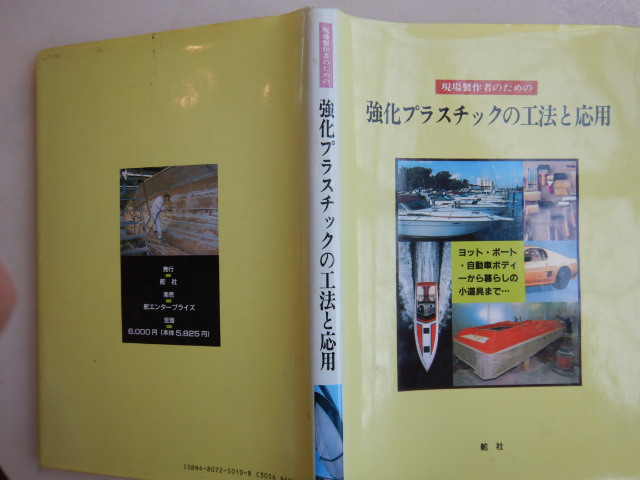 現場製作者のための
強化プラスチックの工法と応用
ヨット・ボート
・自動車ボディ
ーから暮らしの
小道具まで…
舵社
現場製作者のための
強化プラスチックの工法と応用
発行
舵 社
発売
舵エンタープライズ
定価
6,000円(本体5,825円)
ISBN4-8072-5010-8 C3056